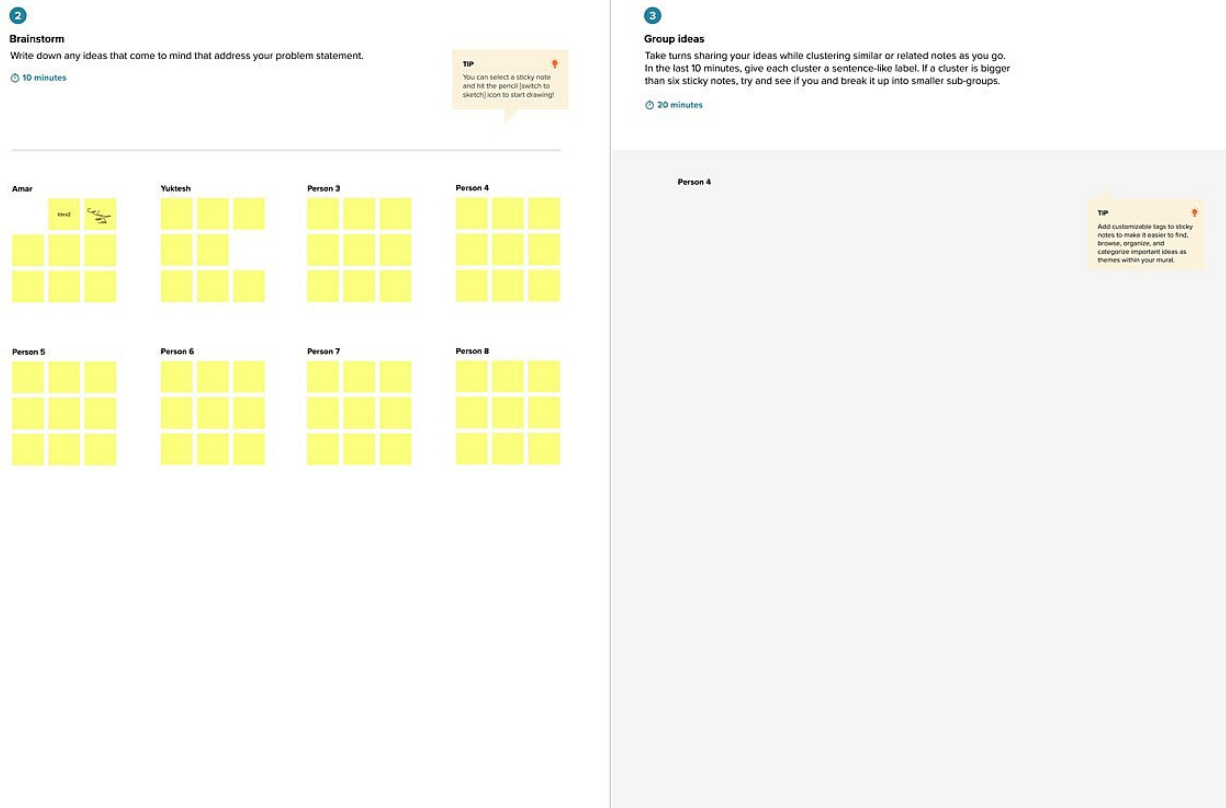 2
Brainstorm
Write down any ideas that come to mind that address your problem statement.
10 minutes
TIP
You can select a sticky note
and hit the pencil [switch to
sketch] icon to start drawing!
Amar
Yuktesh
Person 3
Person 4
Idea2
Person 5
Person 6
Person 7
Person 8
3
Group ideas
Take turns sharing your ideas while clustering similar or related notes as you go.
In the last 10 minutes, give each cluster a sentence-like label. If a cluster is bigger
than six sticky notes, try and see if you and break it up into smaller sub-groups.
20 minutes
Person 4
TIP
Add customizable tags to sticky
notes to make it easier to find,
browse, organize, and
categorize important ideas as
themes within your mural.